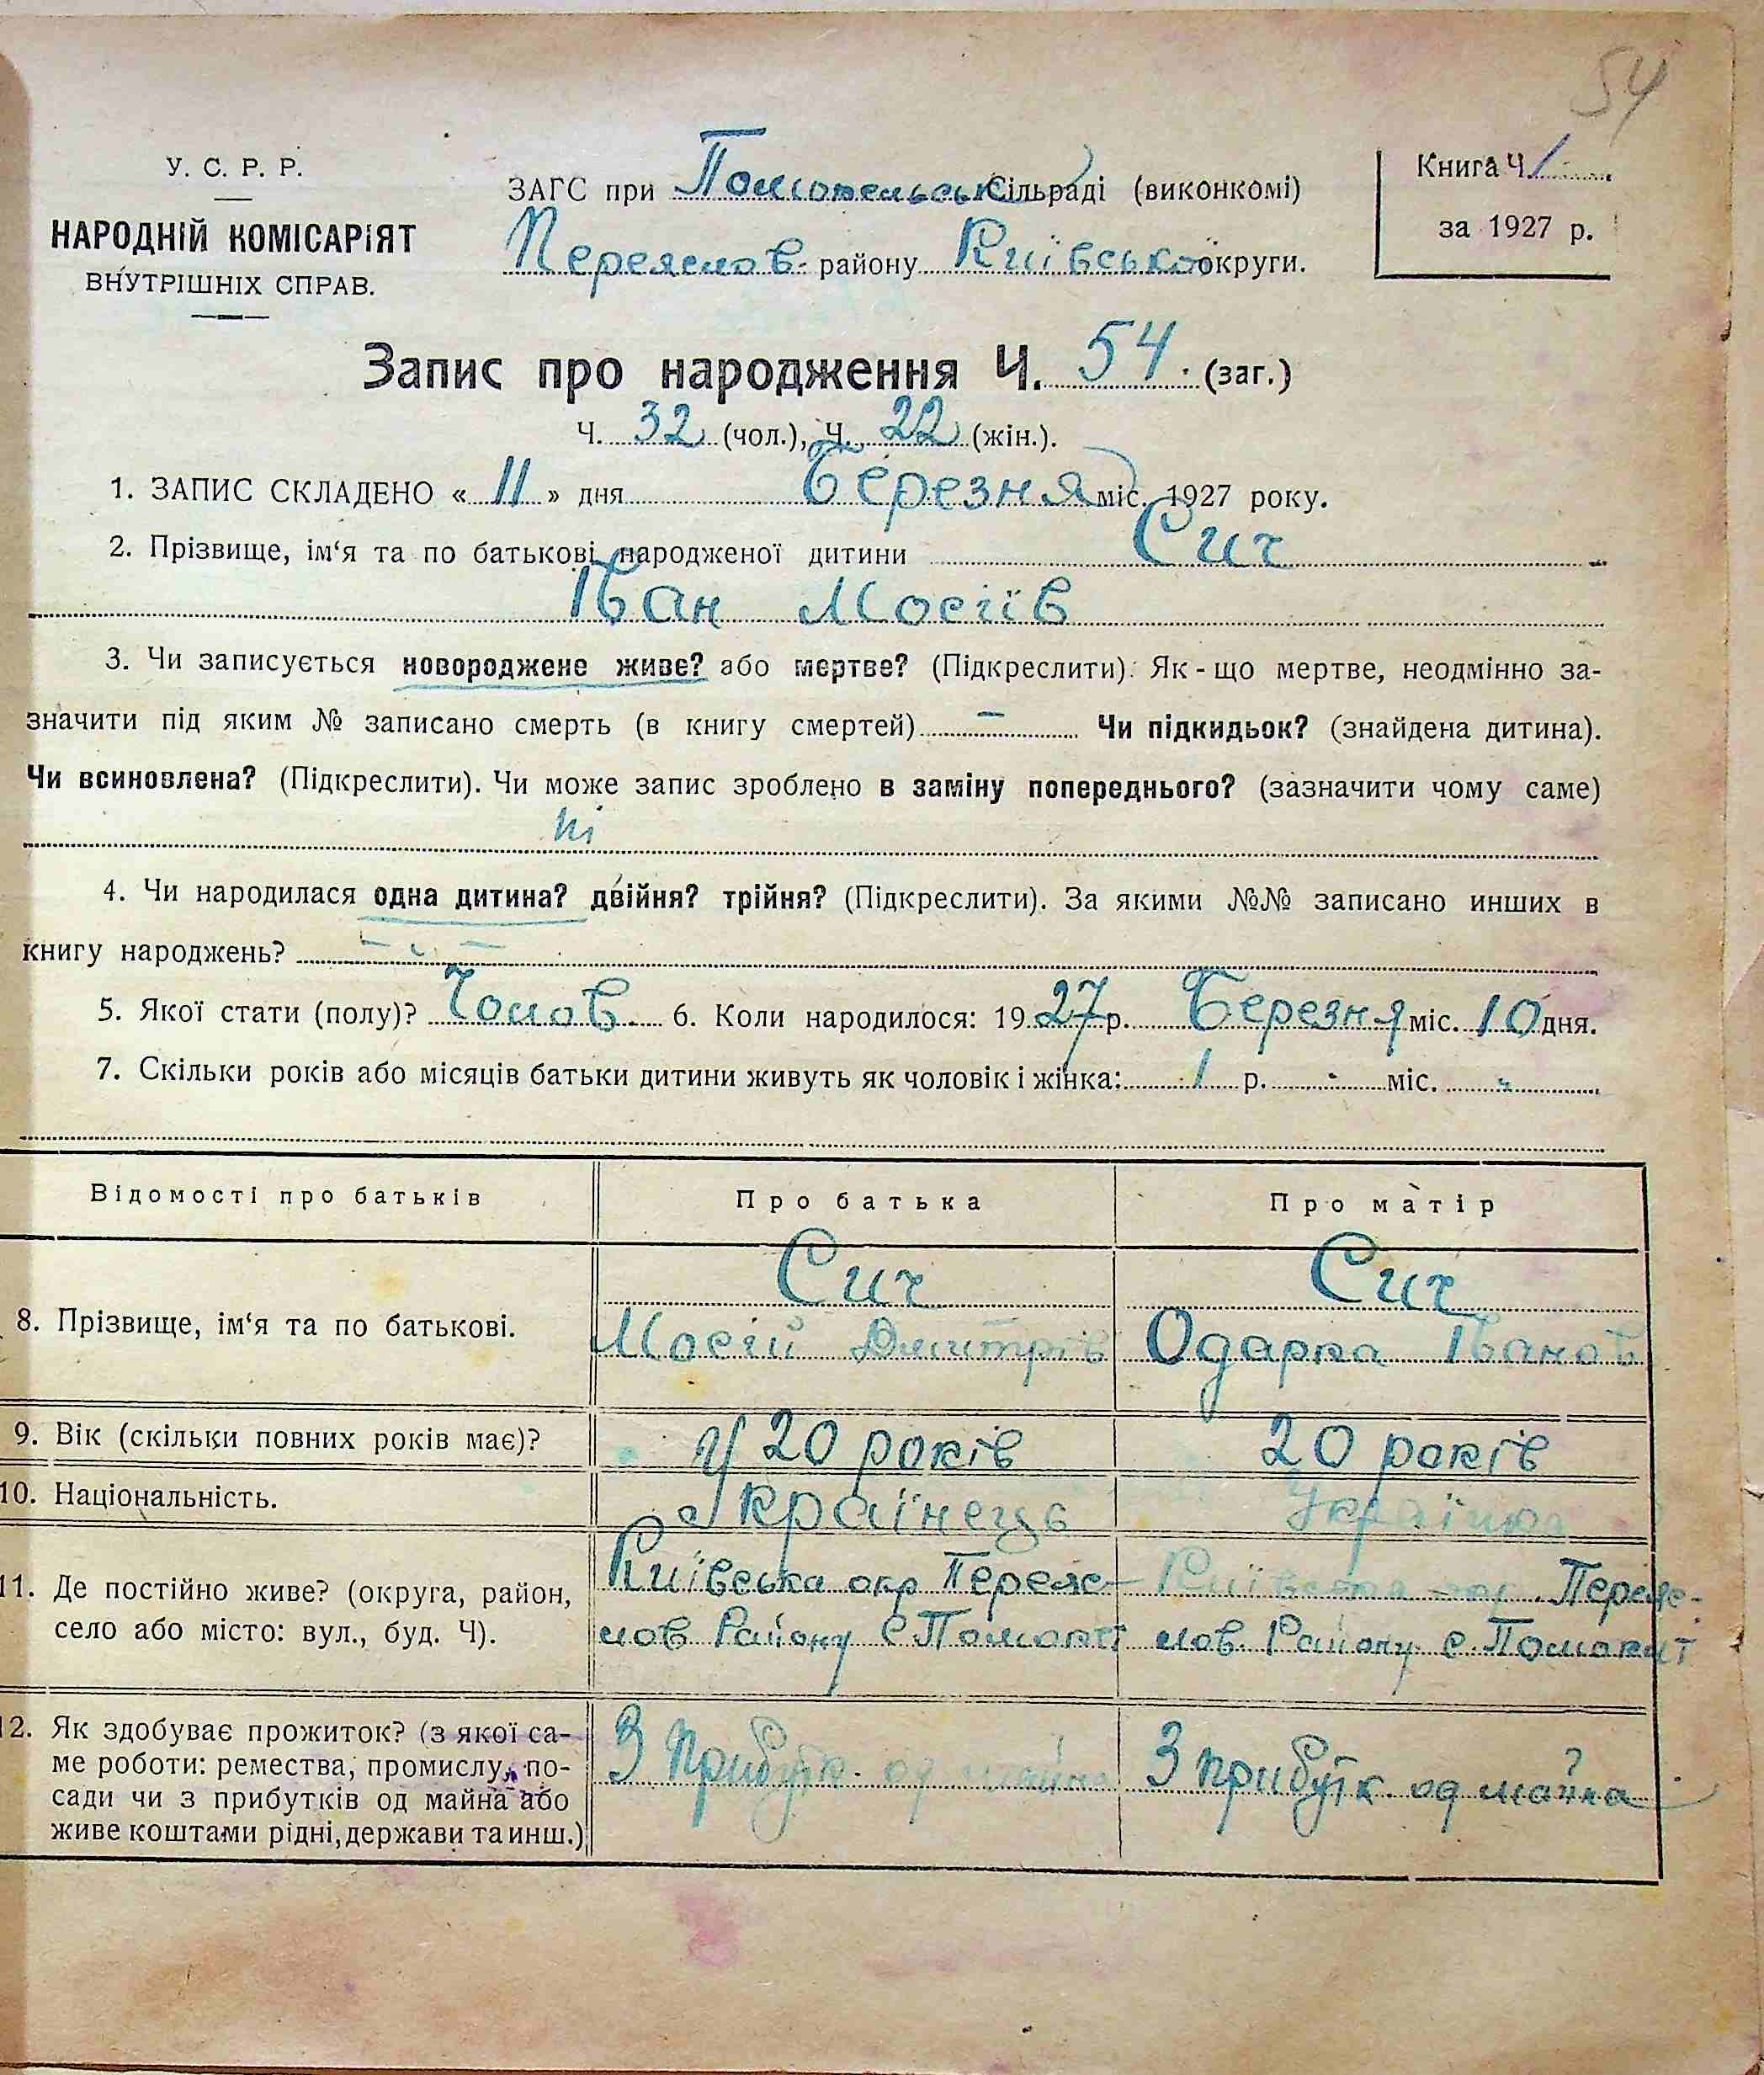 54
У. С. Р. Р.
НАРОДНІЙ КОМІСАРІЯТ
ВНУТРІШНІХ СПРАВ.
ЗАГС при Помокельськ Сільраді (виконкомі)
Переяслов. району Київської округи.
Книга Ч. 1
за 1927 р.
Запис про народження Ч. 54. (заг.)
Ч. 32 (чол.), Ч. 22 (жін.).
1. ЗАПИС СКЛАДЕНО « 11 » дня Березня міс. 1927 року.
2. Прізвище, ім‘я та по батькові народженої дитини Сич
Іван Мосіїв
3. Чи записується новороджене живе? або мертве? (Підкреслити). Як-що мертве, неодмінно за-
значити під яким № записано смерть (в книгу смертей) — Чи підкидьок? (знайдена дитина).
Чи всиновлена? (Підкреслити). Чи може запис зроблено в заміну попереднього? (зазначити чому саме)
ні
4. Чи народилася одна дитина? двійня? трійня? (Підкреслити). За якими №№ записано инших в
книгу народжень?
5. Якої стати (полу)? Чолов. 6. Коли народилося: 1927 р. Березня міс. 10 дня.
7. Скільки років або місяців батьки дитини живуть як чоловік і жінка: 1 р. - міс. "
Відомості про батьків Про батька Про матір
Сич Сич
8. Прізвище, ім‘я та по батькові. Мосій Дмитрів Одарка Іванов
9. Вік (скільки повних років має)? 20 років 20 років
10. Національність. Українець Українка
11. Де постійно живе? (округа, район, Київська окр Переяс- Київська окр. Переяс-
село або місто: вул., буд. Ч). лов Району С Помоклі лов. Району с. Помоклі
12. Як здобуває прожиток? (з якої са-
ме роботи: ремества, промислу, по- З прибутк. од майна З прибутк. од майна
сади чи з прибутків од майна або
живе коштами рідні, держави та инш.)